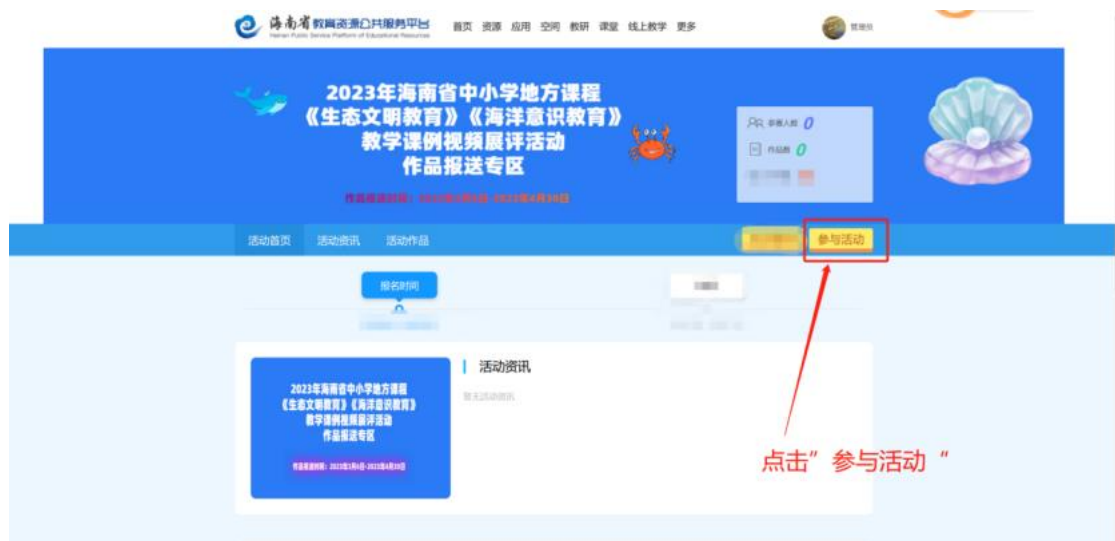 海南省教育资源公共服务平台
Hainan Public Service Platform of Educational Resources
首页 资源 应用 空间 教研 课堂 线上教学 更多
2023年海南省中小学地方课程
《生态文明教育》《海洋意识教育》
教学课例视频展评活动
作品报送专区
参赛人数 0
作品数 0
活动首页 活动资讯 活动作品
参与活动
报名时间
活动资讯
暂无活动资讯
2023年海南省中小学地方课程
《生态文明教育》《海洋意识教育》
教学课例视频展评活动
作品报送专区
点击”参与活动“